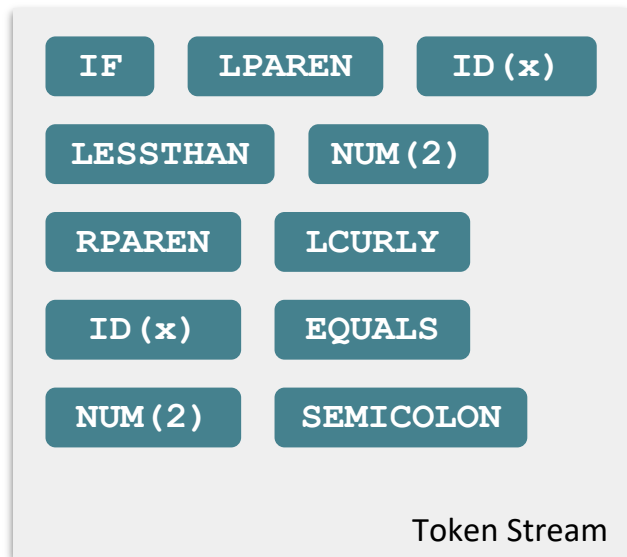 IF LPAREN ID(x)
LESSTHAN NUM(2)
RPAREN LCURLY
ID(x) EQUALS
NUM(2) SEMICOLON
Token Stream